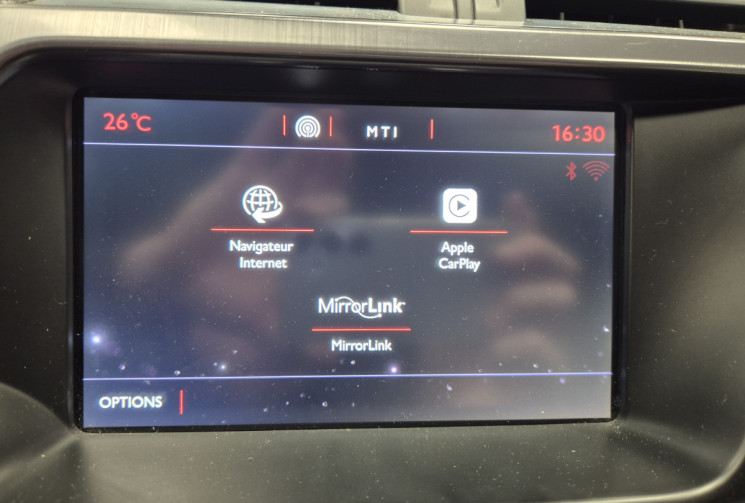 26°C
MTI
16:30
Navigateur
Internet
Apple
CarPlay
MirrorLink
MirrorLink
OPTIONS